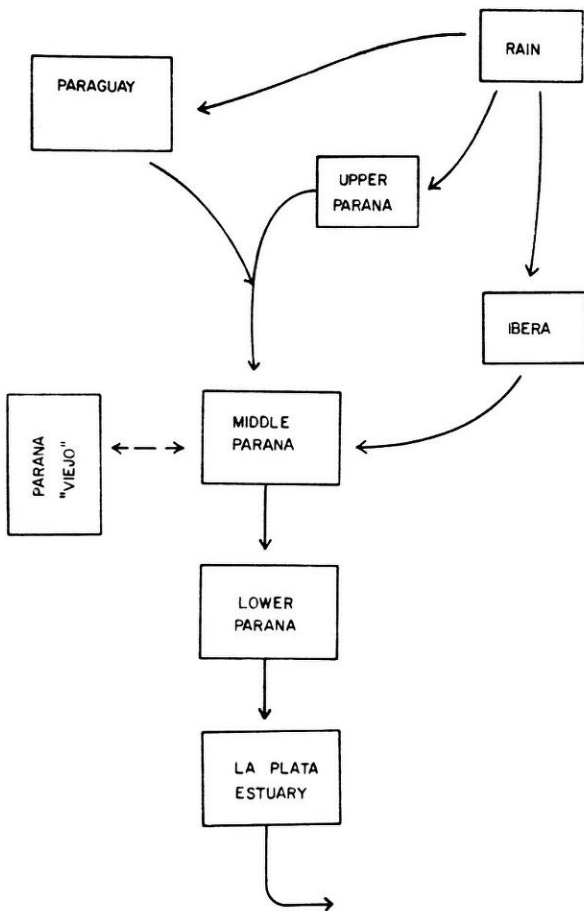 RAIN
PARAGUAY
UPPER
PARANA
IBERA
MIDDLE
PARANA
PARANA
"VIEJO"
LOWER
PARANA
LA PLATA
ESTUARY